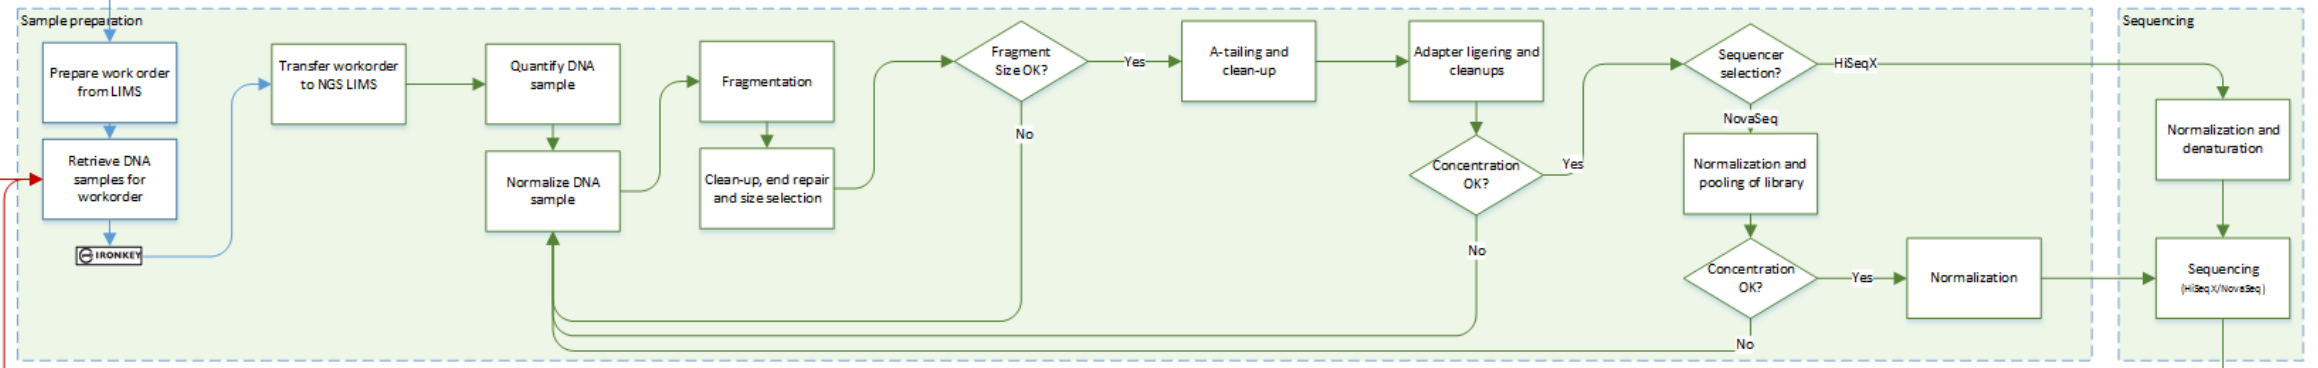 Sample preparation
Prepare work order
from LIMS
Retrieve DNA
samples for
workorder
IRONKEY
Transfer workorder
to NGS LIMS
Quantify DNA
sample
Normalize DNA
sample
Fragmentation
Clean-up, end repair
and size selection
Fragment
Size OK?
Yes
No
A-tailing and
clean-up
Adapter ligering and
cleanups
Concentration
OK?
Yes
No
Sequencer
selection?
HiSeqX
NovaSeq
Normalization and
pooling of library
Concentration
OK?
Yes
No
Normalization
Sequencing
Normalization and
denaturation
Sequencing
(HiSeqX/NovaSeq)